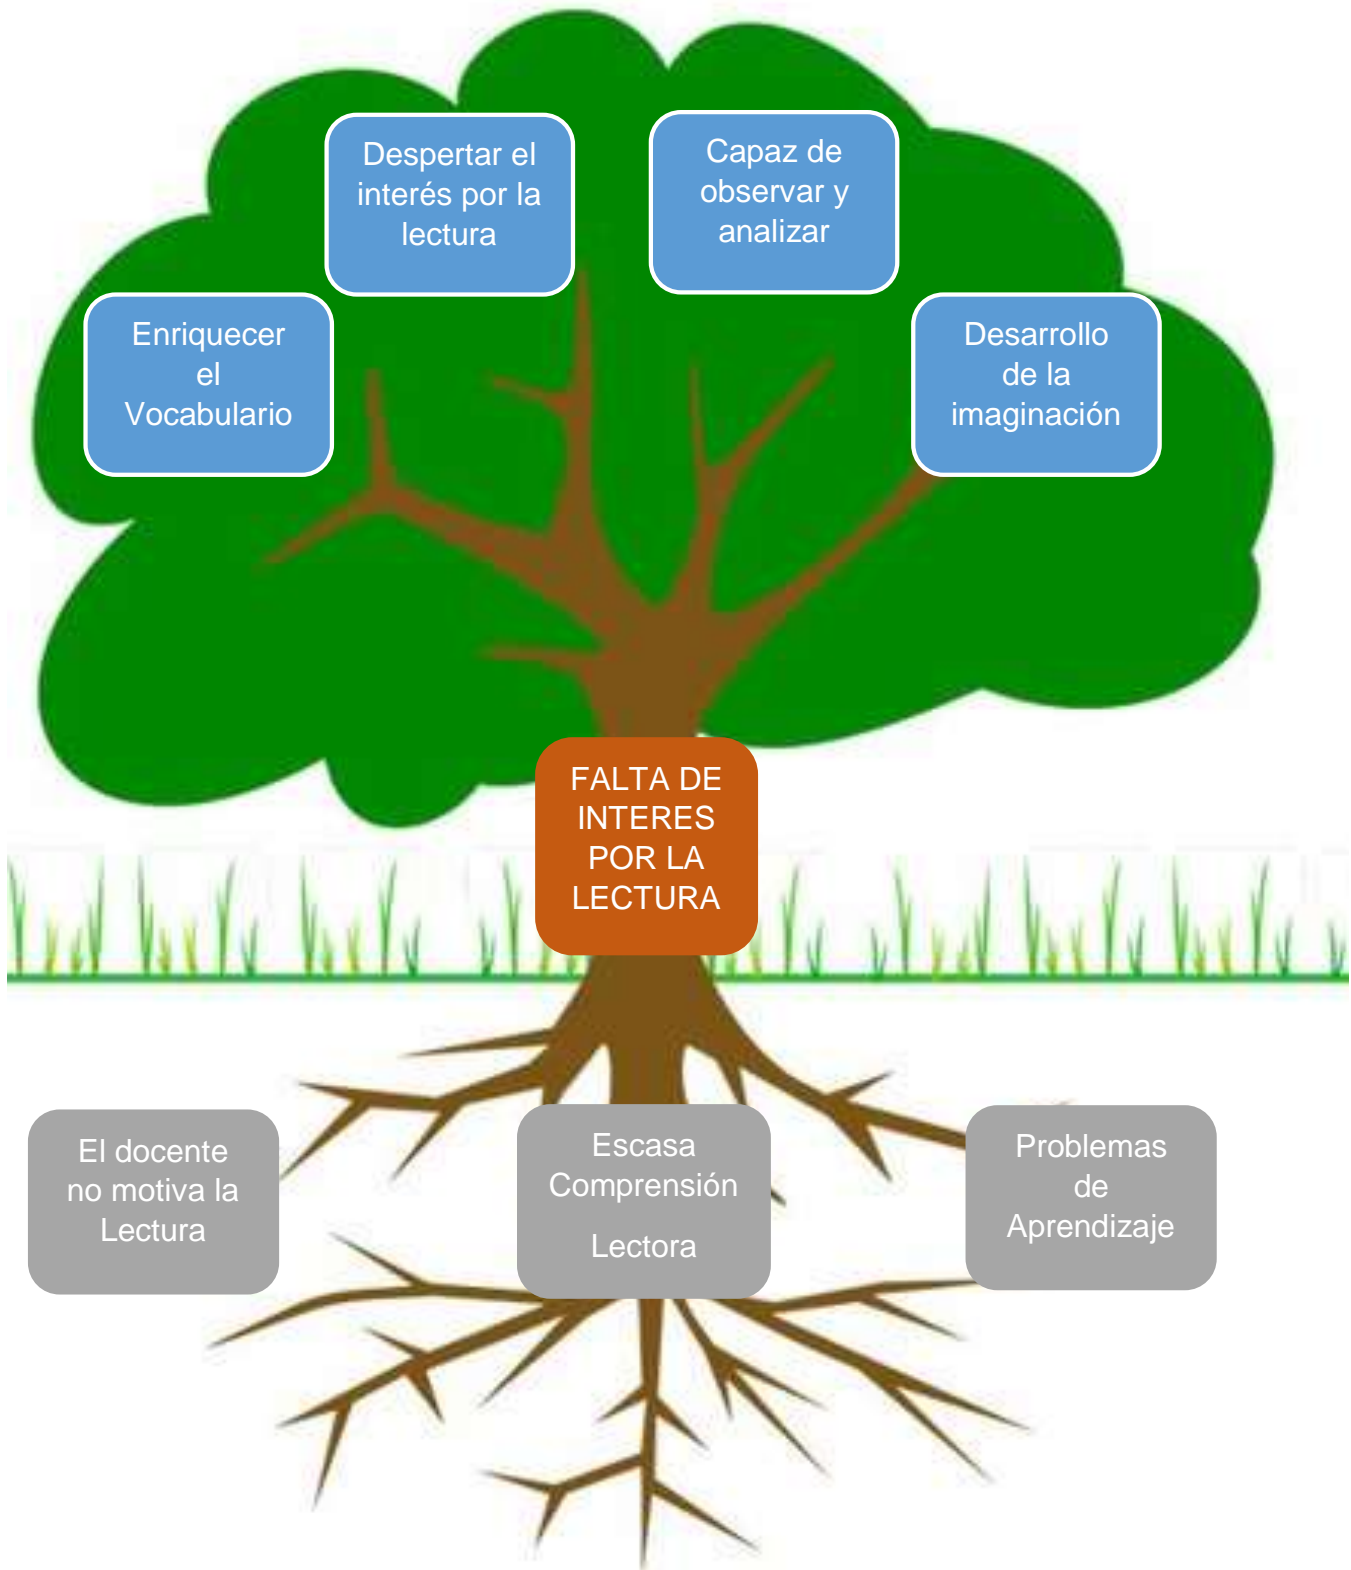 Despertar el
interés por la
lectura
Capaz de
observar y
analizar
Enriquecer
el
Vocabulario
Desarrollo
de la
imaginación
FALTA DE
INTERES
POR LA
LECTURA
El docente
no motiva la
Lectura
Escasa
Comprensión
Lectora
Problemas
de
Aprendizaje